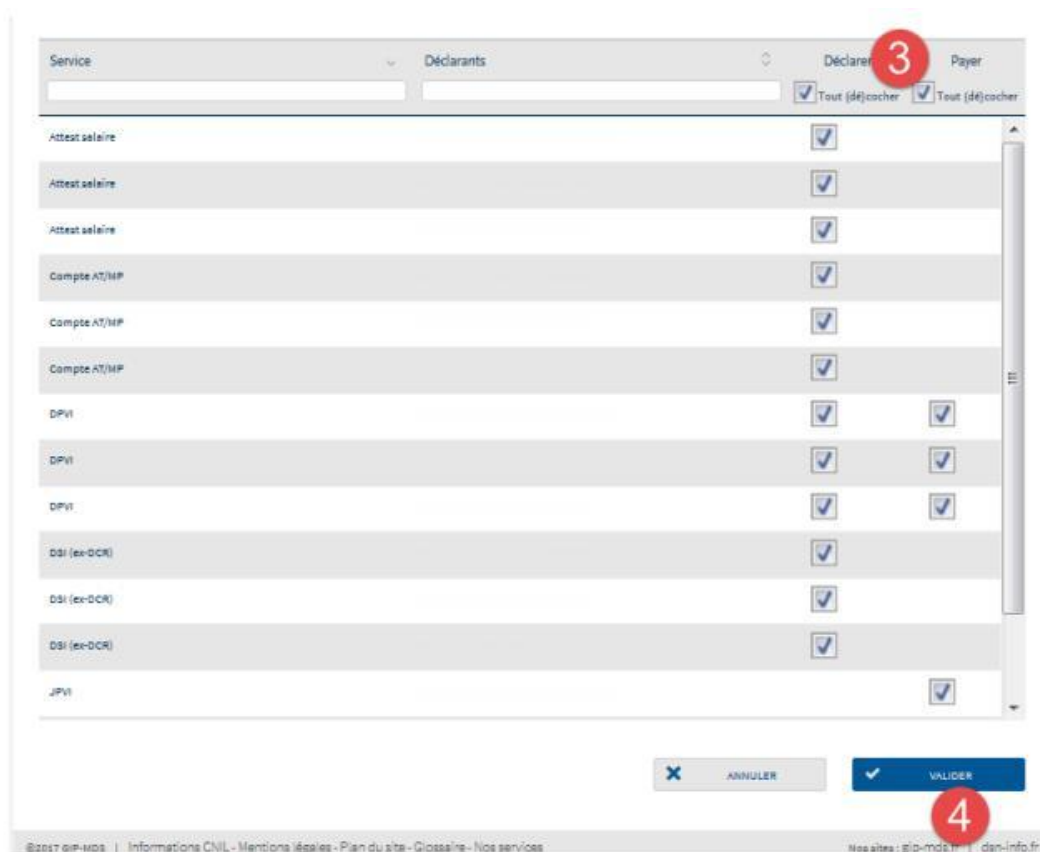 Service Déclarants Déclarer 3 Payer
Tout (dé)cocher Tout (dé)cocher
Attest salaire
Attest salaire
Attest salaire
Compte AT/MP
Compte AT/MP
Compte AT/MP
DPVI
DPVI
DPVI
DSI (ex-DCR)
DSI (ex-DCR)
DSI (ex-DCR)
JPVI
ANNULER VALIDER
4
©2017 GIP-MDS | Informations CNIL - Mentions légales - Plan du site - Glossaire - Nos services Nos sites : gip-mds.fr | dsn-info.fr